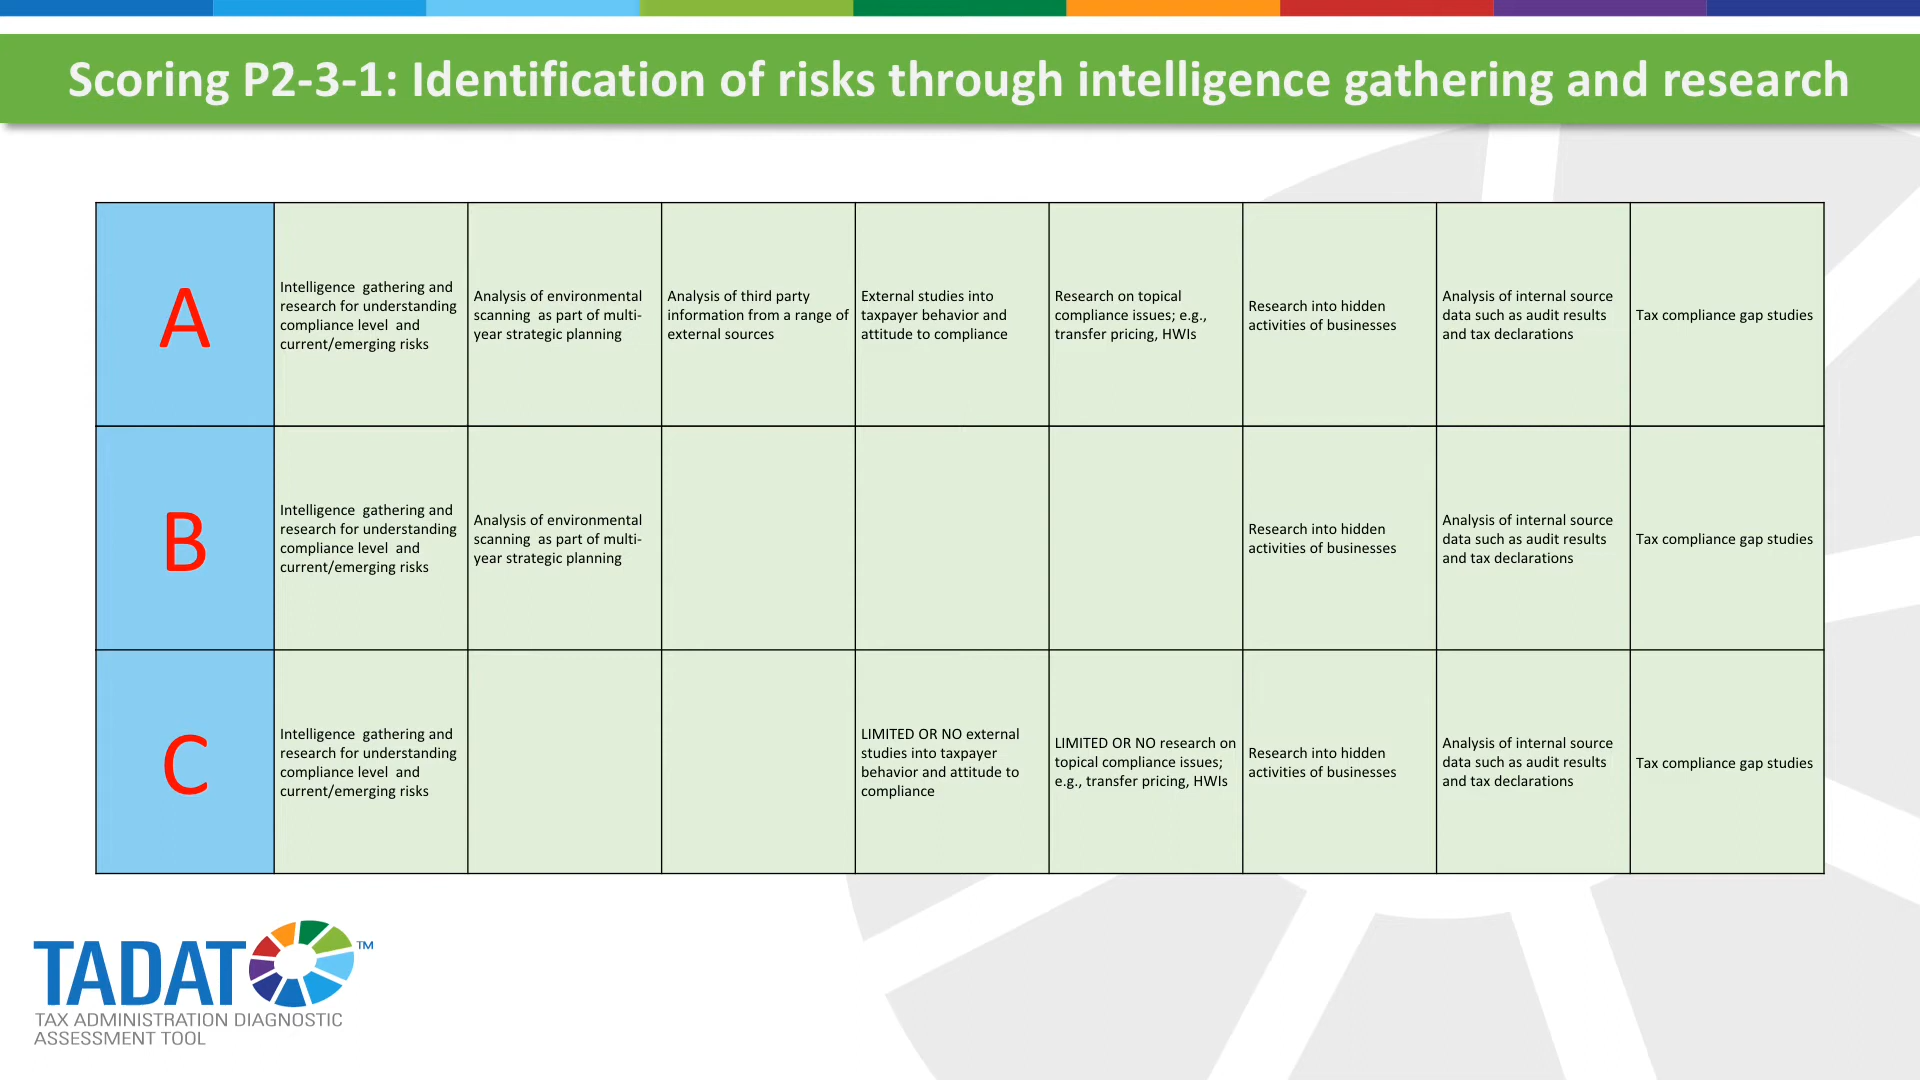 Scoring P2-3-1: Identification of risks through intelligence gathering and research
A
Intelligence gathering and
research for understanding
compliance level and
current/emerging risks
Analysis of environmental
scanning as part of multi-
year strategic planning
Analysis of third party
information from a range of
external sources
External studies into
taxpayer behavior and
attitude to compliance
Research on topical
compliance issues; e.g.,
transfer pricing, HWIs
Research into hidden
activities of businesses
Analysis of internal source
data such as audit results
and tax declarations
Tax compliance gap studies
B
Intelligence gathering and
research for understanding
compliance level and
current/emerging risks
Analysis of environmental
scanning as part of multi-
year strategic planning
Research into hidden
activities of businesses
Analysis of internal source
data such as audit results
and tax declarations
Tax compliance gap studies
C
Intelligence gathering and
research for understanding
compliance level and
current/emerging risks
LIMITED OR NO external
studies into taxpayer
behavior and attitude to
compliance
LIMITED OR NO research on
topical compliance issues;
e.g., transfer pricing, HWIs
Research into hidden
activities of businesses
Analysis of internal source
data such as audit results
and tax declarations
Tax compliance gap studies
TADAT™
TAX ADMINISTRATION DIAGNOSTIC
ASSESSMENT TOOL